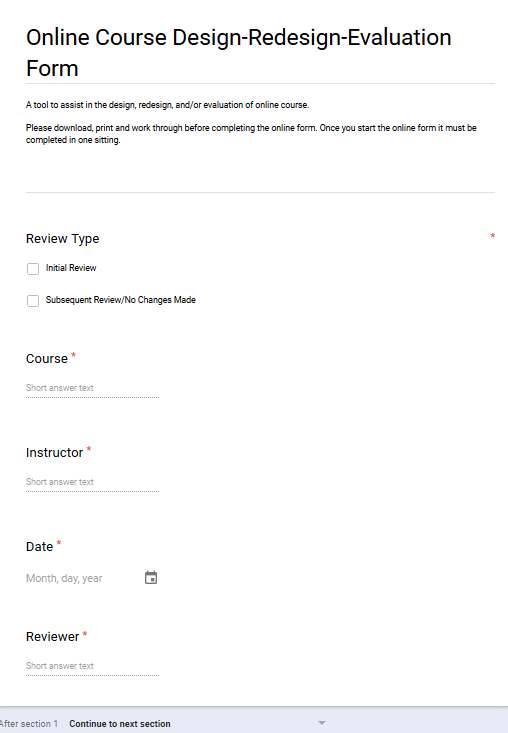 Online Course Design-Redesign-Evaluation
Form
A tool to assist in the design, redesign, and/or evaluation of online course.
Please download, print and work through before completing the online form. Once you start the online form it must be
completed in one sitting.
Review Type *
Initial Review
Subsequent Review/No Changes Made
Course *
Short answer text
Instructor *
Short answer text
Date *
Month, day, year
Reviewer *
Short answer text
After section 1 Continue to next section